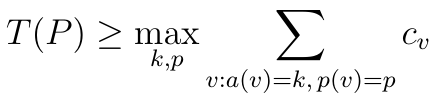 T(P) ≥ max_{k,p} ∑_{v:a(v)=k, p(v)=p} c_v